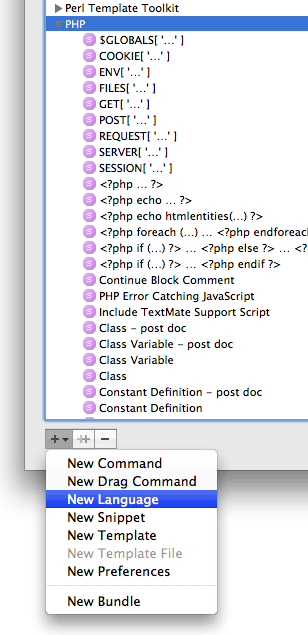 Perl Template Toolkit
PHP
$GLOBALS[ '...' ]
COOKIE[ '...' ]
ENV[ '...' ]
FILES[ '...' ]
GET[ '...' ]
POST[ '...' ]
REQUEST[ '...' ]
SERVER[ '...' ]
SESSION[ '...' ]
<?php ... ?>
<?php echo ... ?>
<?php echo htmlentities(...) ?>
<?php foreach (...) ... <?php endforeach
<?php if (...) ?> ... <?php else ?> ... <?
<?php if (...) ?> ... <?php endif ?>
Continue Block Comment
PHP Error Catching JavaScript
Include TextMate Support Script
Class – post doc
Class Variable – post doc
Class Variable
Class
Constant Definition – post doc
Constant Definition
New Command
New Drag Command
New Language
New Snippet
New Template
New Template File
New Preferences
New Bundle